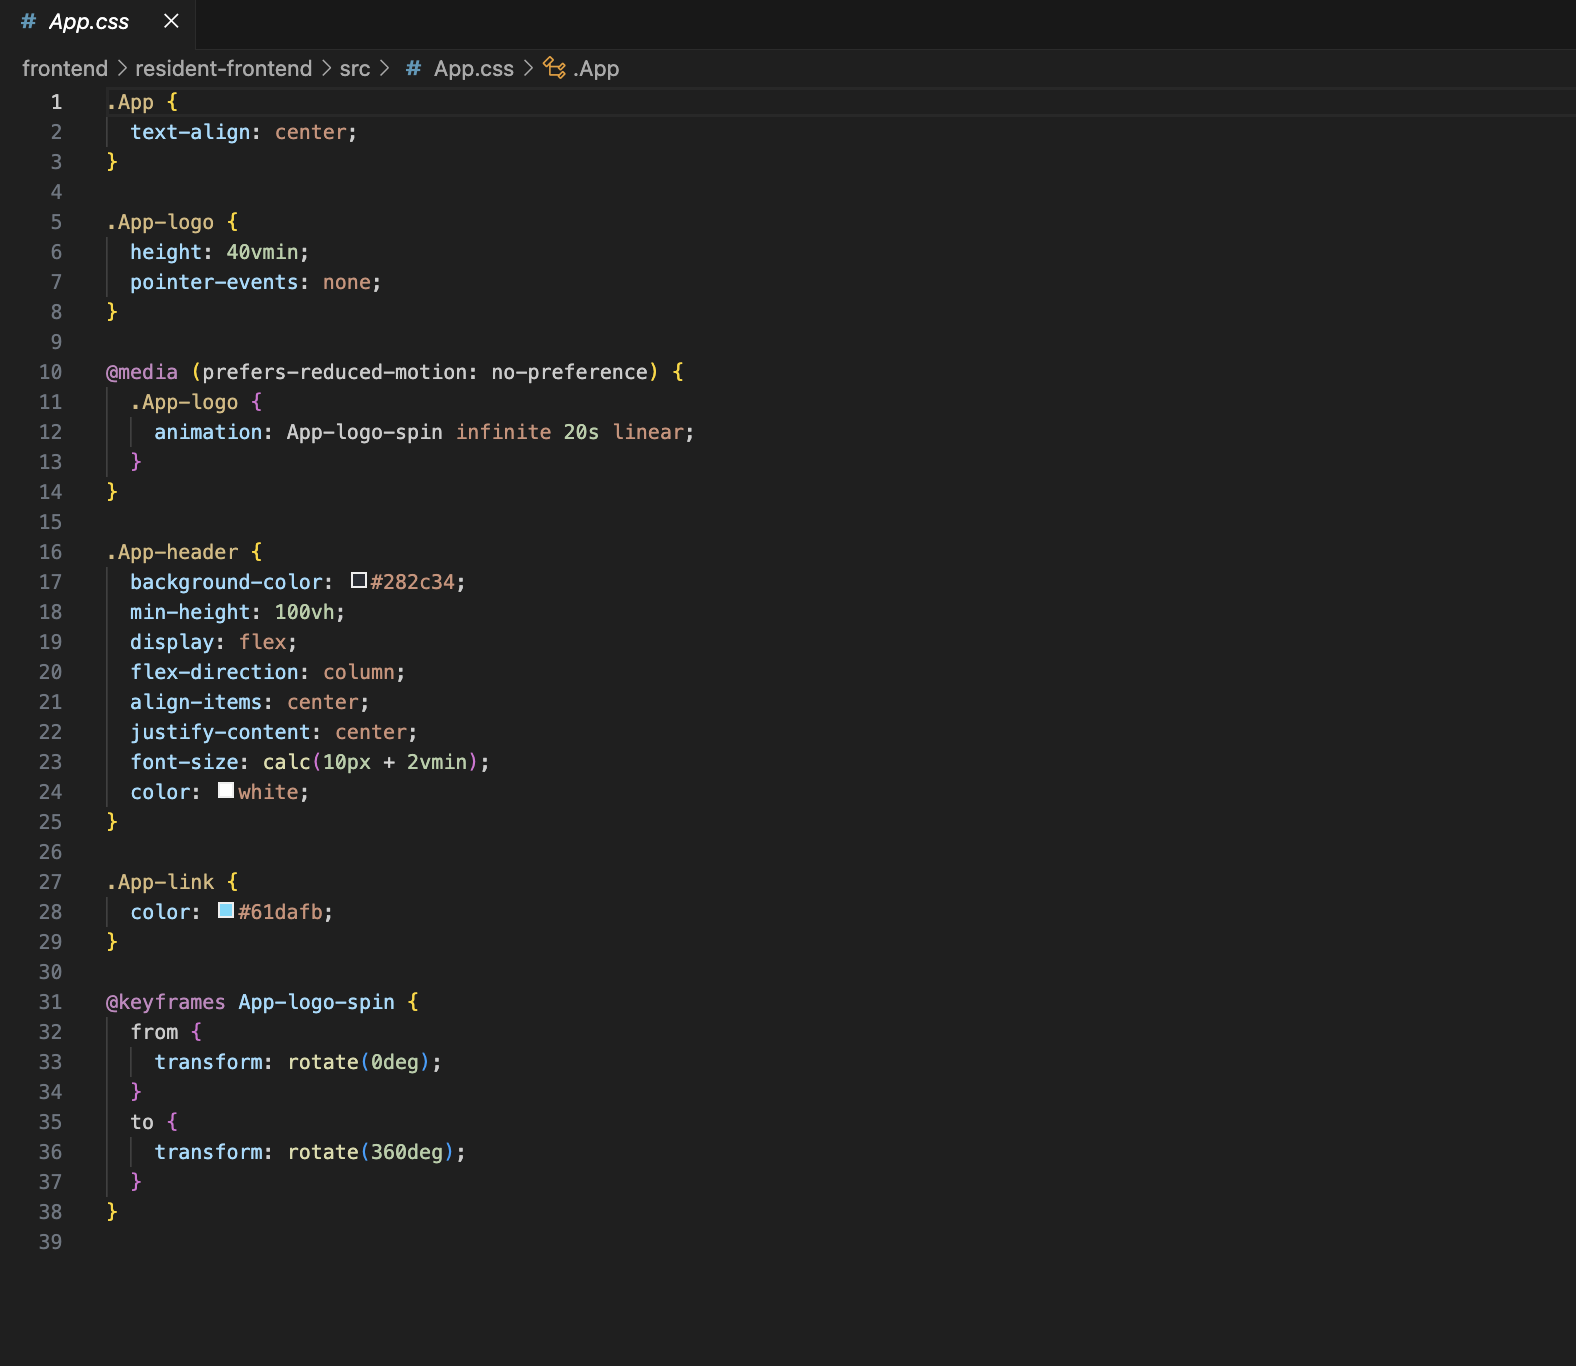 # App.css ×
frontend > resident-frontend > src > # App.css > .App
1 .App {
2   text-align: center;
3 }
4
5 .App-logo {
6   height: 40vmin;
7   pointer-events: none;
8 }
9
10 @media (prefers-reduced-motion: no-preference) {
11   .App-logo {
12     animation: App-logo-spin infinite 20s linear;
13   }
14 }
15
16 .App-header {
17   background-color: #282c34;
18   min-height: 100vh;
19   display: flex;
20   flex-direction: column;
21   align-items: center;
22   justify-content: center;
23   font-size: calc(10px + 2vmin);
24   color: white;
25 }
26
27 .App-link {
28   color: #61dafb;
29 }
30
31 @keyframes App-logo-spin {
32   from {
33     transform: rotate(0deg);
34   }
35   to {
36     transform: rotate(360deg);
37   }
38 }
39